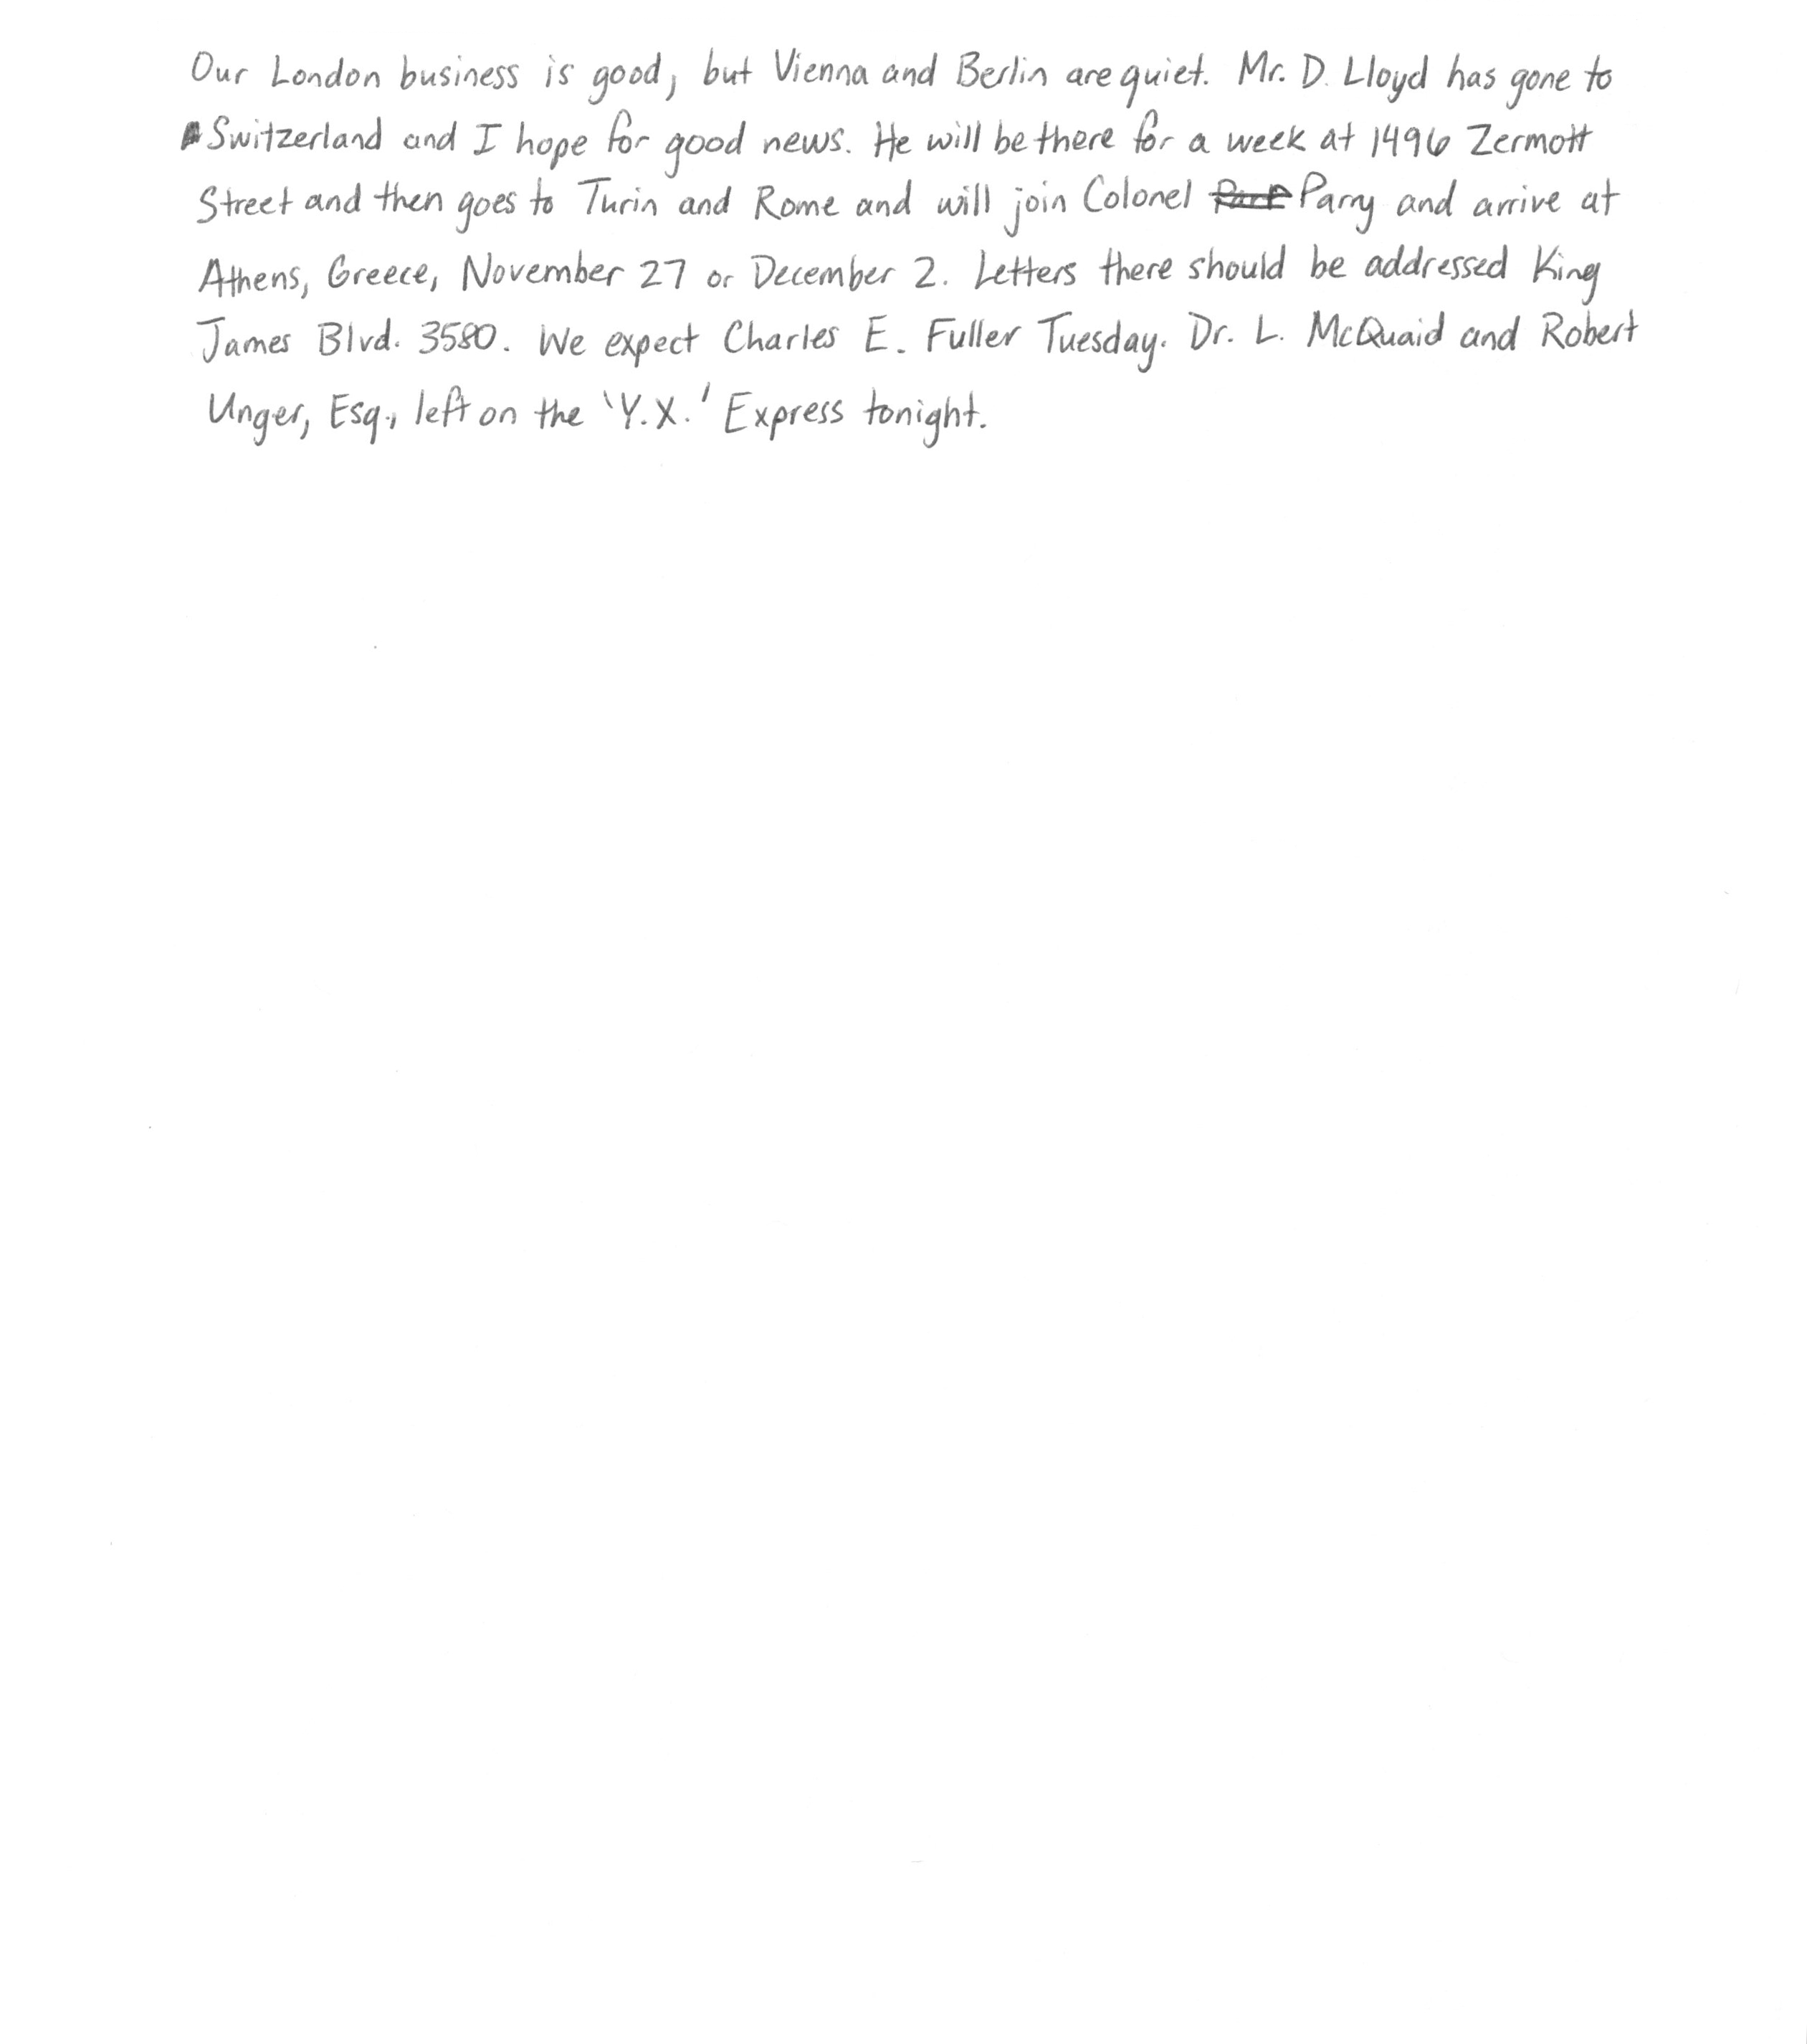 Our London business is good, but Vienna and Berlin are quiet. Mr. D. Lloyd has gone to
Switzerland and I hope for good news. He will be there for a week at 1496 Zermott
Street and then goes to Turin and Rome and will join Colonel Parry and arrive at
Athens, Greece, November 27 or December 2. Letters there should be addressed King
James Blvd. 3580. We expect Charles E. Fuller Tuesday. Dr. L. McQuaid and Robert
Unger, Esq., left on the 'Y.X.' Express tonight.